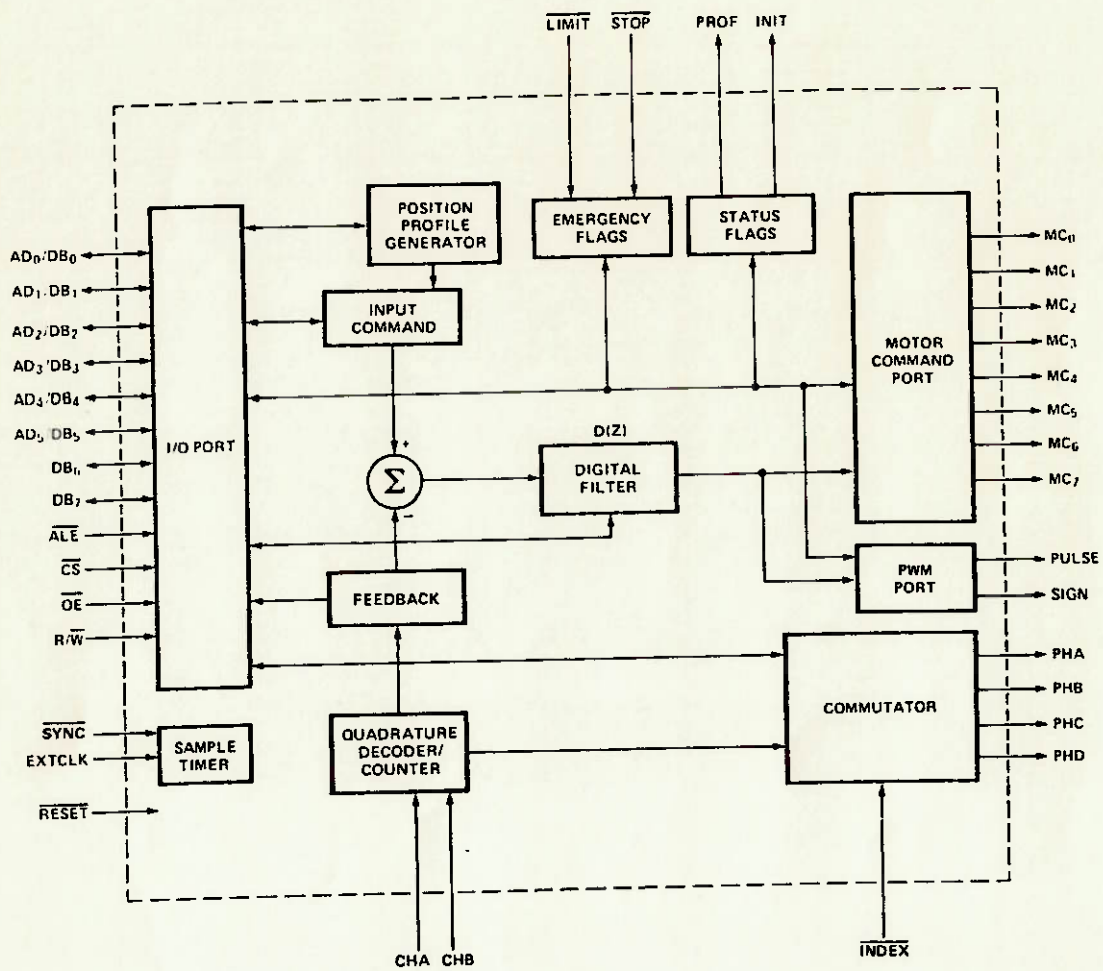 LIMIT STOP PROF INIT
POSITION
PROFILE
GENERATOR
EMERGENCY
FLAGS
STATUS
FLAGS
INPUT
COMMAND
AD0/DB0
AD1/DB1
AD2/DB2
AD3/DB3
AD4/DB4
AD5/DB5
DB6
DB7
ALE
CS
OE
R/W
I/O PORT
MOTOR
COMMAND
PORT
MC0
MC1
MC2
MC3
MC4
MC5
MC6
MC7
+
Σ
−
D(Z)
DIGITAL
FILTER
FEEDBACK
PWM
PORT
PULSE
SIGN
SYNC
EXTCLK
RESET
SAMPLE
TIMER
QUADRATURE
DECODER/
COUNTER
COMMUTATOR
PHA
PHB
PHC
PHD
CHA CHB
INDEX